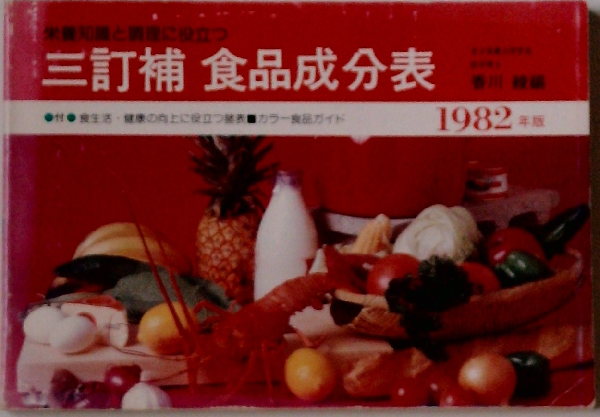 栄養知識と調理に役立つ
三訂補 食品成分表
香川 綾編
●付● 食生活・健康の向上に役立つ諸表■カラー食品ガイド
1982年版